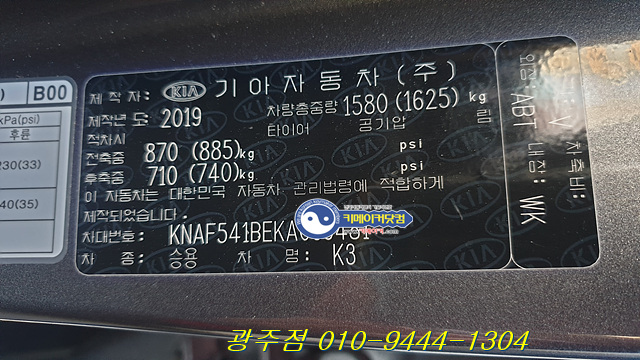 B00
kPa(psi)
후륜
230(33)
240(35)
KIA 기아자동차(주)
제 작 자:
제작년도: 2019
차량총중량 1580(1625)kg
적차시
타이어 공기압 림
전축중 870 (885)kg psi
후축중 710 (740)kg psi
이 자동차는 대한민국 자동차 관리법령에 적합하게
제작되었습니다.
키메이커닷컴
차대번호: KNAF541BEKA
차 종: 승용 차 명: K3
외장: ABT 내장: WK
광주점 010-9444-1304